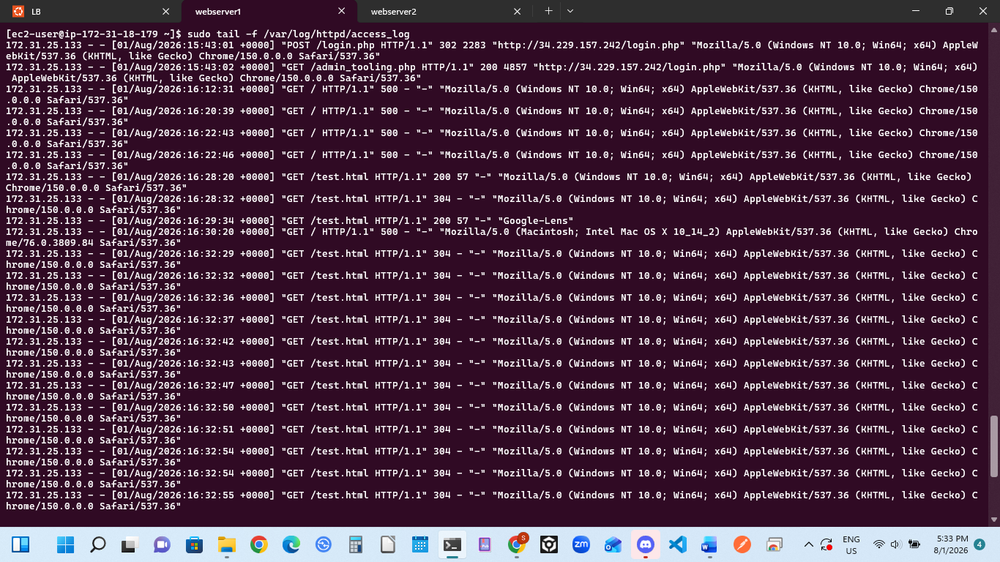 LB
webserver1
webserver2
[ec2-user@ip-172-31-18-179 ~]$ sudo tail -f /var/log/httpd/access_log
172.31.25.133 - - [01/Aug/2026:15:43:01 +0000] "POST /login.php HTTP/1.1" 302 2283 "http://34.229.157.242/login.php" "Mozilla/5.0 (Windows NT 10.0; Win64; x64) AppleW
ebKit/537.36 (KHTML, like Gecko) Chrome/150.0.0.0 Safari/537.36"
172.31.25.133 - - [01/Aug/2026:15:43:02 +0000] "GET /admin_tooling.php HTTP/1.1" 200 4857 "http://34.229.157.242/login.php" "Mozilla/5.0 (Windows NT 10.0; Win64; x64)
 AppleWebKit/537.36 (KHTML, like Gecko) Chrome/150.0.0.0 Safari/537.36"
172.31.25.133 - - [01/Aug/2026:16:12:31 +0000] "GET / HTTP/1.1" 500 - "-" "Mozilla/5.0 (Windows NT 10.0; Win64; x64) AppleWebKit/537.36 (KHTML, like Gecko) Chrome/150
.0.0.0 Safari/537.36"
172.31.25.133 - - [01/Aug/2026:16:20:39 +0000] "GET / HTTP/1.1" 500 - "-" "Mozilla/5.0 (Windows NT 10.0; Win64; x64) AppleWebKit/537.36 (KHTML, like Gecko) Chrome/150
.0.0.0 Safari/537.36"
172.31.25.133 - - [01/Aug/2026:16:22:43 +0000] "GET / HTTP/1.1" 500 - "-" "Mozilla/5.0 (Windows NT 10.0; Win64; x64) AppleWebKit/537.36 (KHTML, like Gecko) Chrome/150
.0.0.0 Safari/537.36"
172.31.25.133 - - [01/Aug/2026:16:22:46 +0000] "GET / HTTP/1.1" 500 - "-" "Mozilla/5.0 (Windows NT 10.0; Win64; x64) AppleWebKit/537.36 (KHTML, like Gecko) Chrome/150
.0.0.0 Safari/537.36"
172.31.25.133 - - [01/Aug/2026:16:28:20 +0000] "GET /test.html HTTP/1.1" 200 57 "-" "Mozilla/5.0 (Windows NT 10.0; Win64; x64) AppleWebKit/537.36 (KHTML, like Gecko)
Chrome/150.0.0.0 Safari/537.36"
172.31.25.133 - - [01/Aug/2026:16:28:32 +0000] "GET /test.html HTTP/1.1" 304 - "-" "Mozilla/5.0 (Windows NT 10.0; Win64; x64) AppleWebKit/537.36 (KHTML, like Gecko) C
hrome/150.0.0.0 Safari/537.36"
172.31.25.133 - - [01/Aug/2026:16:29:34 +0000] "GET /test.html HTTP/1.1" 200 57 "-" "Google-Lens"
172.31.25.133 - - [01/Aug/2026:16:30:20 +0000] "GET / HTTP/1.1" 500 - "-" "Mozilla/5.0 (Macintosh; Intel Mac OS X 10_14_2) AppleWebKit/537.36 (KHTML, like Gecko) Chro
me/76.0.3809.84 Safari/537.36"
172.31.25.133 - - [01/Aug/2026:16:32:29 +0000] "GET /test.html HTTP/1.1" 304 - "-" "Mozilla/5.0 (Windows NT 10.0; Win64; x64) AppleWebKit/537.36 (KHTML, like Gecko) C
hrome/150.0.0.0 Safari/537.36"
172.31.25.133 - - [01/Aug/2026:16:32:32 +0000] "GET /test.html HTTP/1.1" 304 - "-" "Mozilla/5.0 (Windows NT 10.0; Win64; x64) AppleWebKit/537.36 (KHTML, like Gecko) C
hrome/150.0.0.0 Safari/537.36"
172.31.25.133 - - [01/Aug/2026:16:32:36 +0000] "GET /test.html HTTP/1.1" 304 - "-" "Mozilla/5.0 (Windows NT 10.0; Win64; x64) AppleWebKit/537.36 (KHTML, like Gecko) C
hrome/150.0.0.0 Safari/537.36"
172.31.25.133 - - [01/Aug/2026:16:32:37 +0000] "GET /test.html HTTP/1.1" 304 - "-" "Mozilla/5.0 (Windows NT 10.0; Win64; x64) AppleWebKit/537.36 (KHTML, like Gecko) C
hrome/150.0.0.0 Safari/537.36"
172.31.25.133 - - [01/Aug/2026:16:32:42 +0000] "GET /test.html HTTP/1.1" 304 - "-" "Mozilla/5.0 (Windows NT 10.0; Win64; x64) AppleWebKit/537.36 (KHTML, like Gecko) C
hrome/150.0.0.0 Safari/537.36"
172.31.25.133 - - [01/Aug/2026:16:32:43 +0000] "GET /test.html HTTP/1.1" 304 - "-" "Mozilla/5.0 (Windows NT 10.0; Win64; x64) AppleWebKit/537.36 (KHTML, like Gecko) C
hrome/150.0.0.0 Safari/537.36"
172.31.25.133 - - [01/Aug/2026:16:32:47 +0000] "GET /test.html HTTP/1.1" 304 - "-" "Mozilla/5.0 (Windows NT 10.0; Win64; x64) AppleWebKit/537.36 (KHTML, like Gecko) C
hrome/150.0.0.0 Safari/537.36"
172.31.25.133 - - [01/Aug/2026:16:32:50 +0000] "GET /test.html HTTP/1.1" 304 - "-" "Mozilla/5.0 (Windows NT 10.0; Win64; x64) AppleWebKit/537.36 (KHTML, like Gecko) C
hrome/150.0.0.0 Safari/537.36"
172.31.25.133 - - [01/Aug/2026:16:32:51 +0000] "GET /test.html HTTP/1.1" 304 - "-" "Mozilla/5.0 (Windows NT 10.0; Win64; x64) AppleWebKit/537.36 (KHTML, like Gecko) C
hrome/150.0.0.0 Safari/537.36"
172.31.25.133 - - [01/Aug/2026:16:32:54 +0000] "GET /test.html HTTP/1.1" 304 - "-" "Mozilla/5.0 (Windows NT 10.0; Win64; x64) AppleWebKit/537.36 (KHTML, like Gecko) C
hrome/150.0.0.0 Safari/537.36"
172.31.25.133 - - [01/Aug/2026:16:32:54 +0000] "GET /test.html HTTP/1.1" 304 - "-" "Mozilla/5.0 (Windows NT 10.0; Win64; x64) AppleWebKit/537.36 (KHTML, like Gecko) C
hrome/150.0.0.0 Safari/537.36"
172.31.25.133 - - [01/Aug/2026:16:32:55 +0000] "GET /test.html HTTP/1.1" 304 - "-" "Mozilla/5.0 (Windows NT 10.0; Win64; x64) AppleWebKit/537.36 (KHTML, like Gecko) C
hrome/150.0.0.0 Safari/537.36"
S
zm
ENG
US
5:33 PM
8/1/2026
4